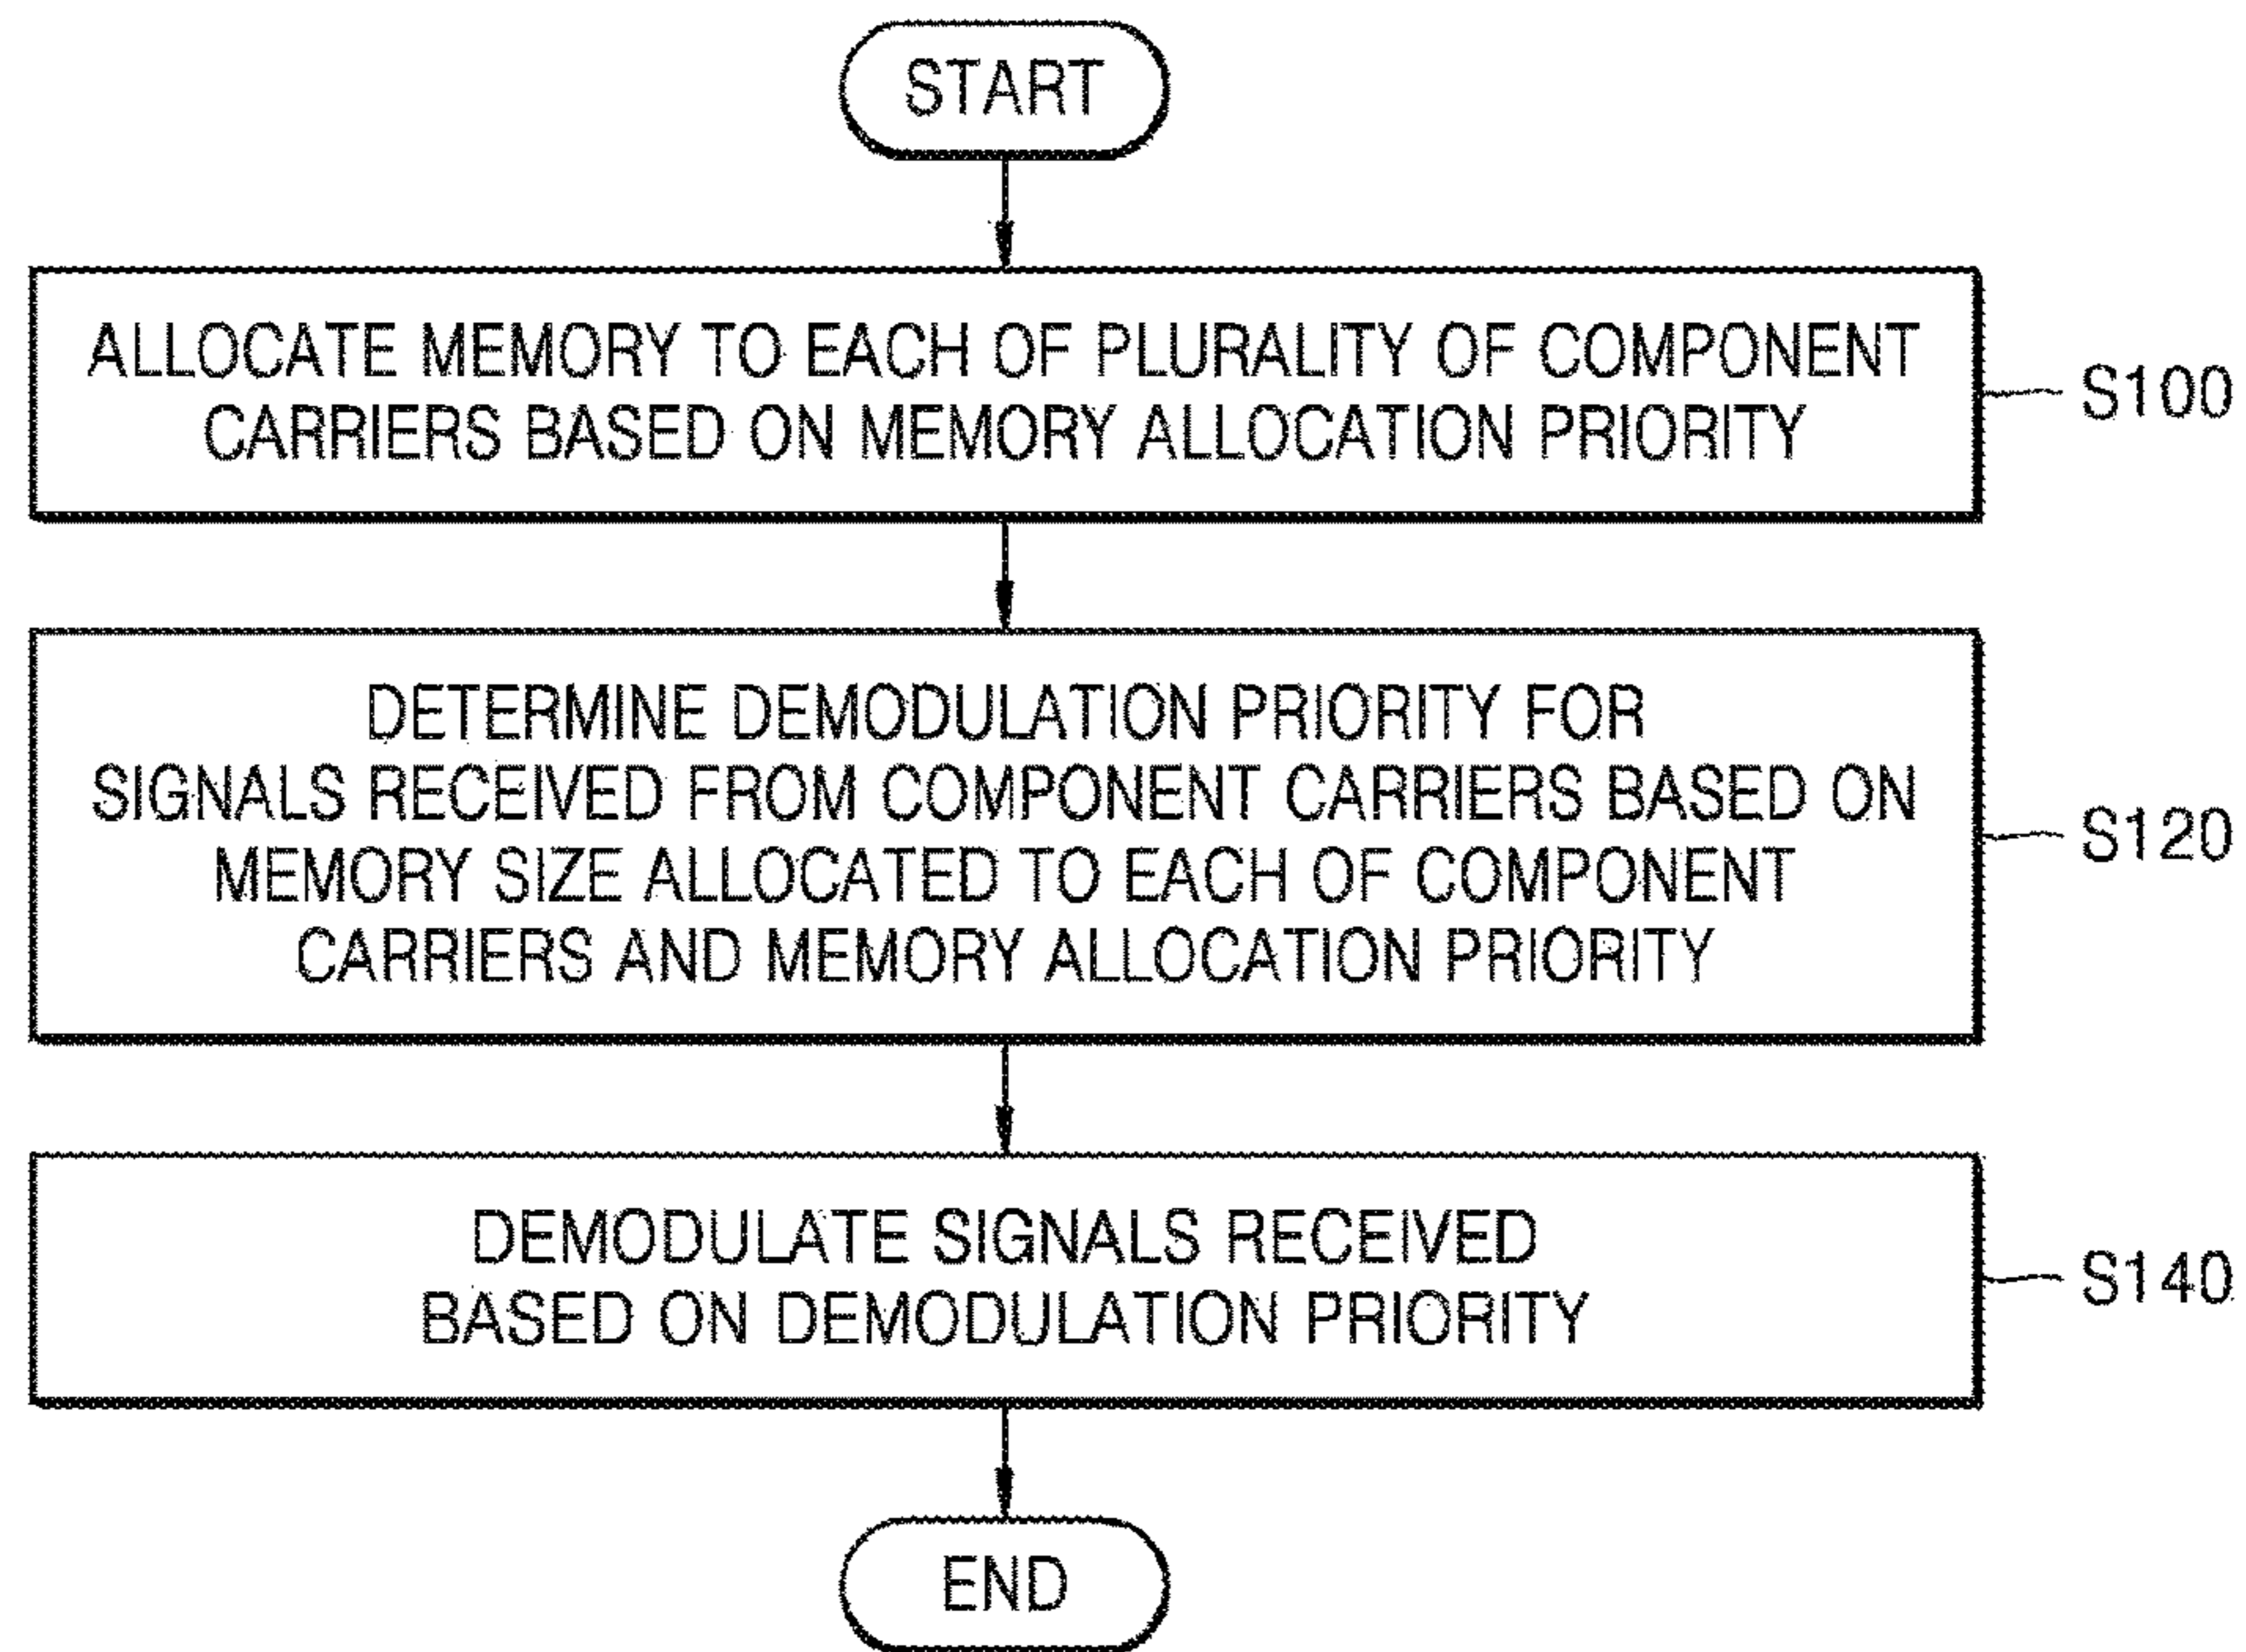 START
ALLOCATE MEMORY TO EACH OF PLURALITY OF COMPONENT
CARRIERS BASED ON MEMORY ALLOCATION PRIORITY
S100
DETERMINE DEMODULATION PRIORITY FOR
SIGNALS RECEIVED FROM COMPONENT CARRIERS BASED ON
MEMORY SIZE ALLOCATED TO EACH OF COMPONENT
CARRIERS AND MEMORY ALLOCATION PRIORITY
S120
DEMODULATE SIGNALS RECEIVED
BASED ON DEMODULATION PRIORITY
S140
END